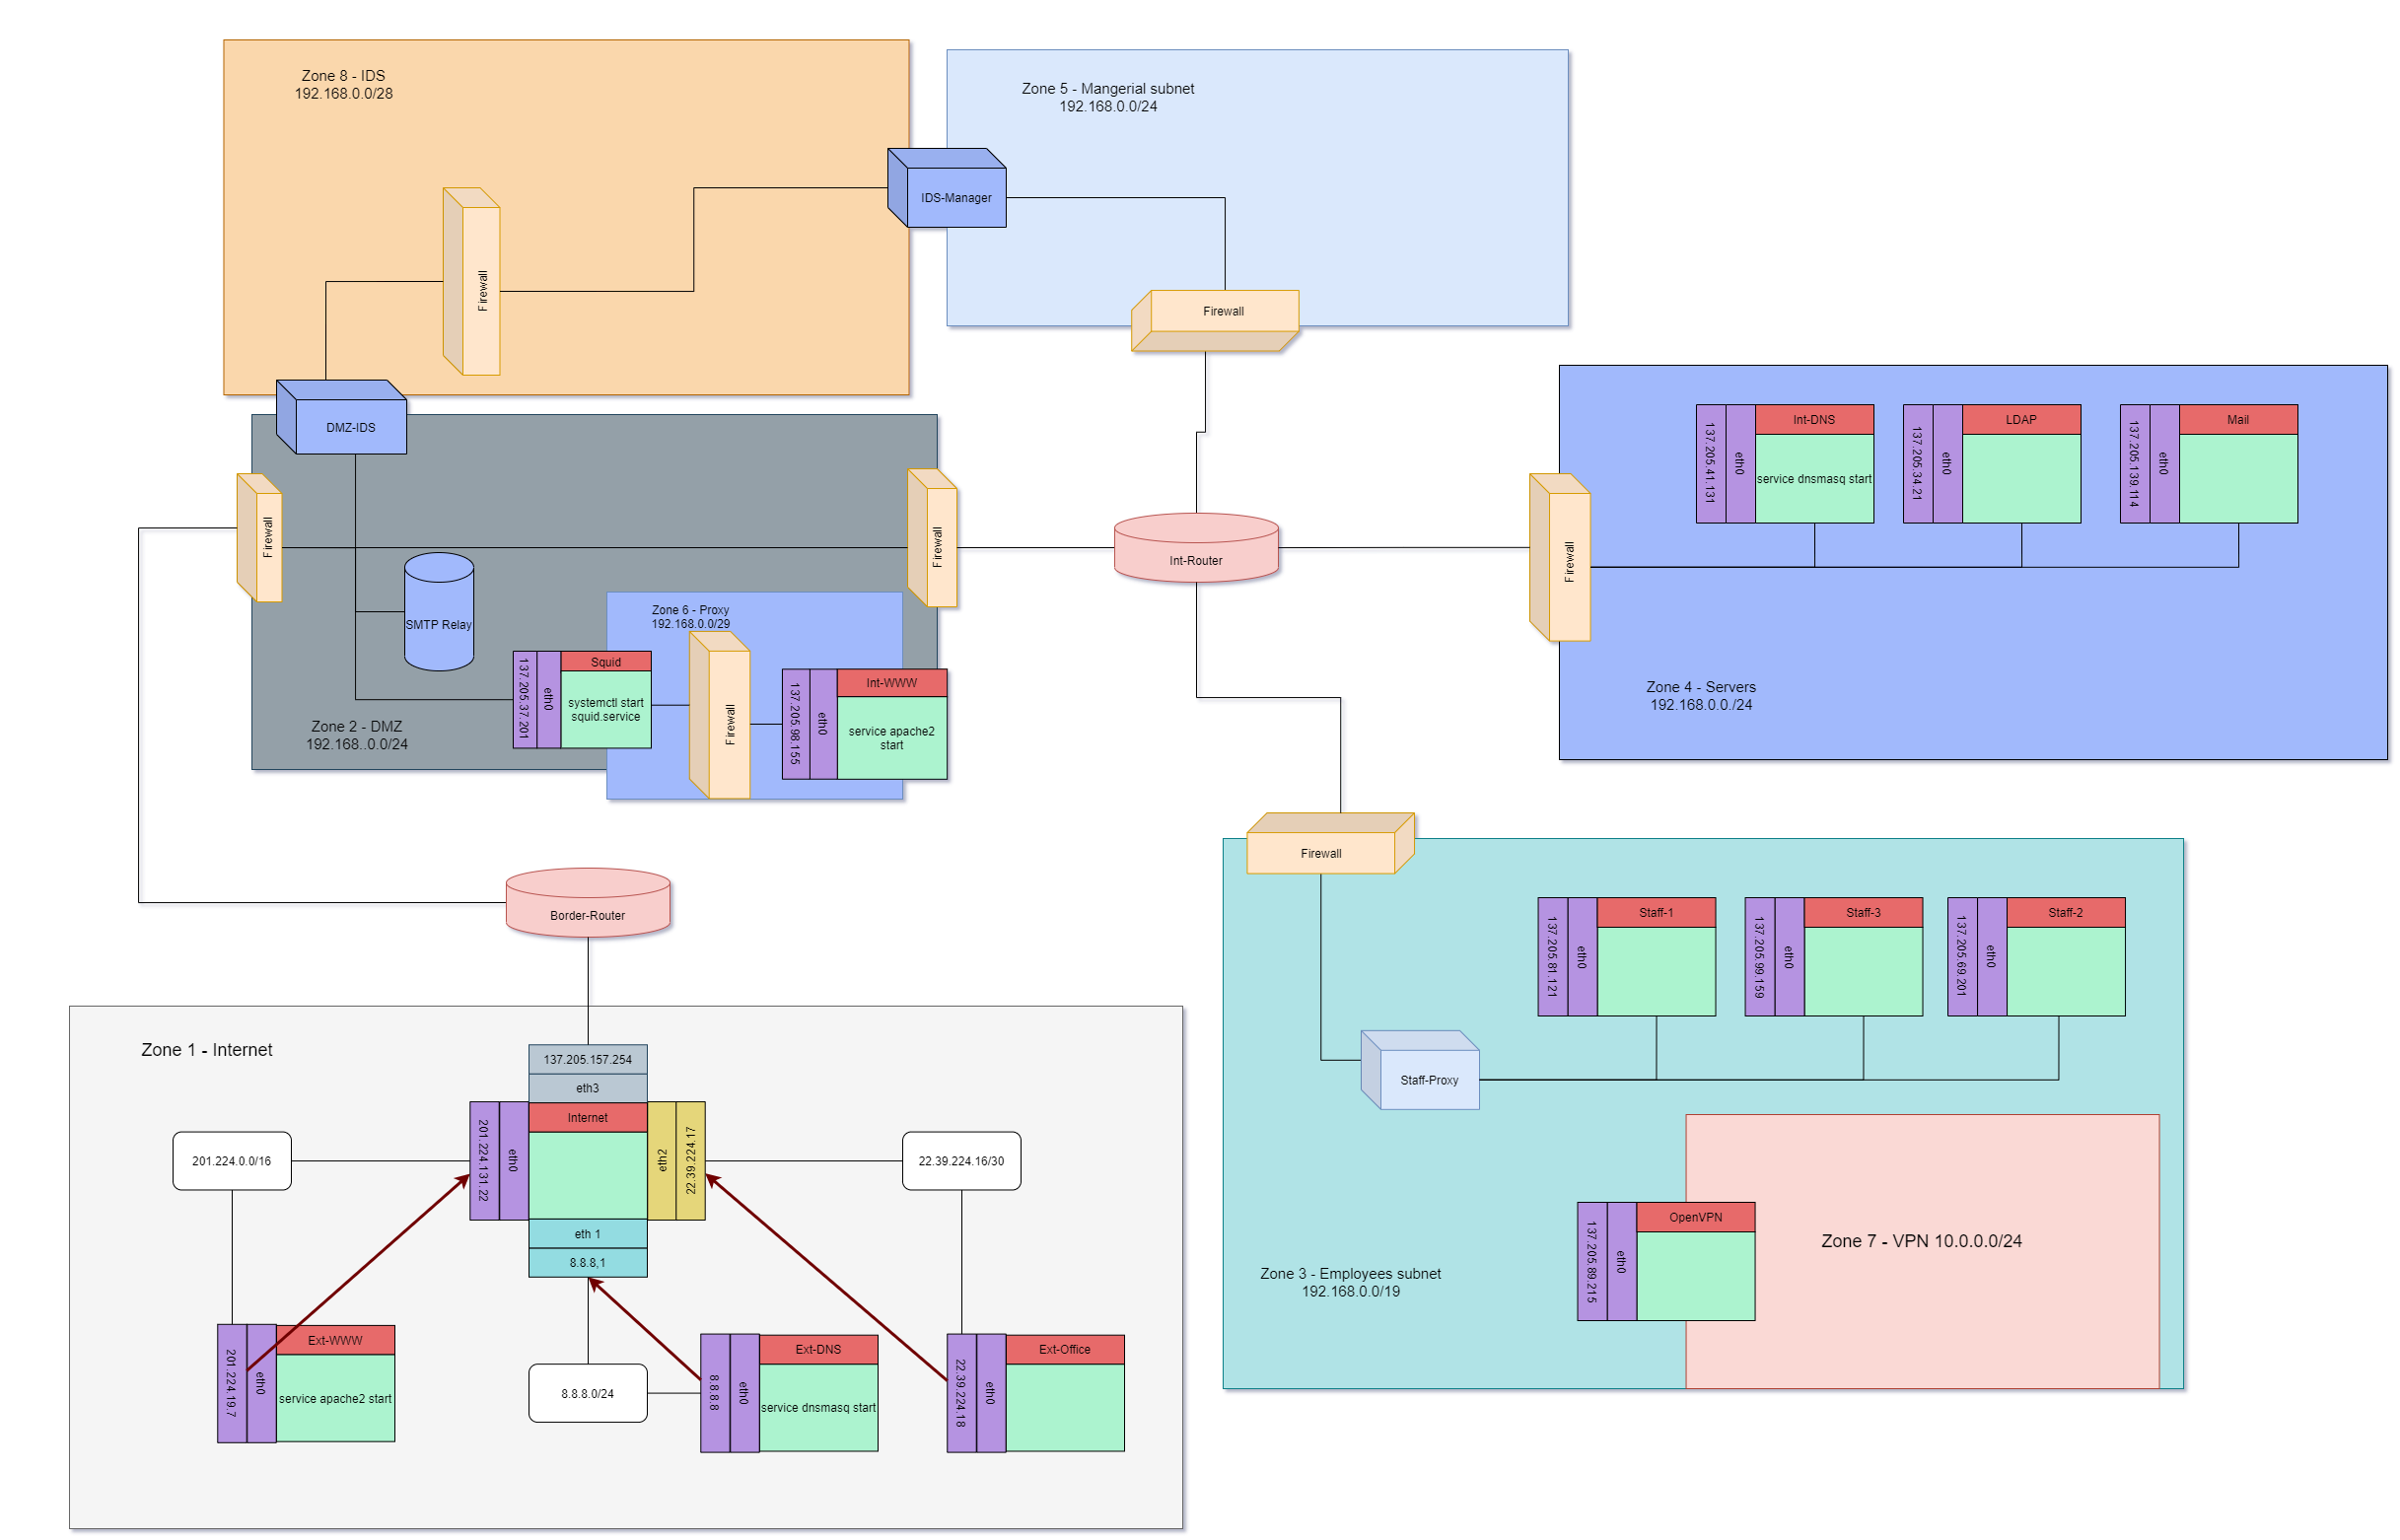 Zone 8 - IDS
192.168.0.0/28
Firewall
IDS-Manager
Zone 5 - Mangerial subnet
192.168.0.0/24
Firewall
DMZ-IDS
Firewall
Firewall
SMTP Relay
Zone 6 - Proxy
192.168.0.0/29
137.205.37.201
eth0
Squid
systemctl start
squid.service
Firewall
137.205.98.155
eth0
Int-WWW
service apache2
start
Zone 2 - DMZ
192.168..0.0/24
Int-Router
Firewall
137.205.41.131
eth0
Int-DNS
service dnsmasq start
137.205.34.21
eth0
LDAP
137.205.139.114
eth0
Mail
Zone 4 - Servers
192.168.0.0./24
Border-Router
Firewall
137.205.81.121
eth0
Staff-1
137.205.99.159
eth0
Staff-3
137.205.69.201
eth0
Staff-2
Staff-Proxy
137.205.89.215
eth0
OpenVPN
Zone 7 - VPN 10.0.0.0/24
Zone 3 - Employees subnet
192.168.0.0/19
Zone 1 - Internet
137.205.157.254
eth3
Internet
201.224.0.0/16
201.224.131.22
eth0
eth2
22.39.224.17
22.39.224.16/30
eth 1
8.8.8,1
201.224.19.7
eth0
Ext-WWW
service apache2 start
8.8.8.0/24
8.8.8.8
eth0
Ext-DNS
service dnsmasq start
22.39.224.18
eth0
Ext-Office